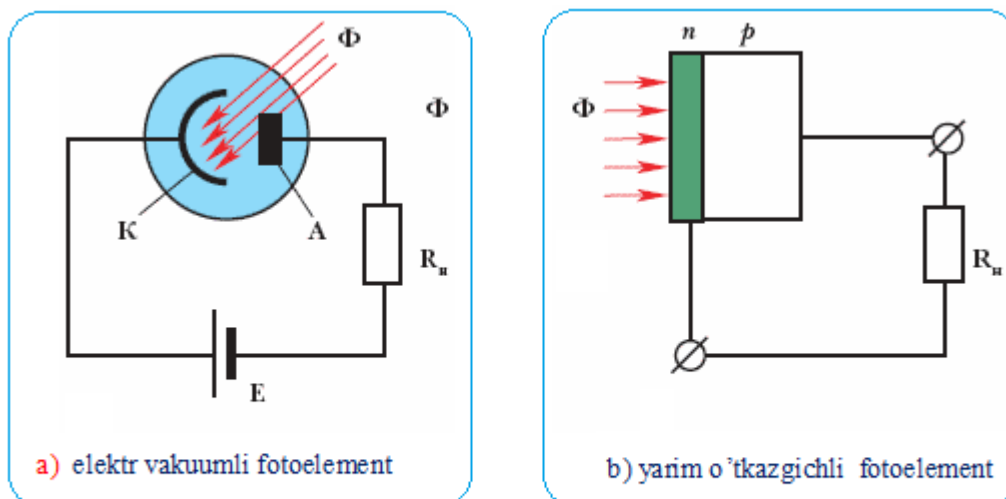 Ф
Ф
К
А
Rн
E
a) elektr vakuumli fotoelement
n p
Ф
Rн
b) yarim o’tkazgichli fotoelement